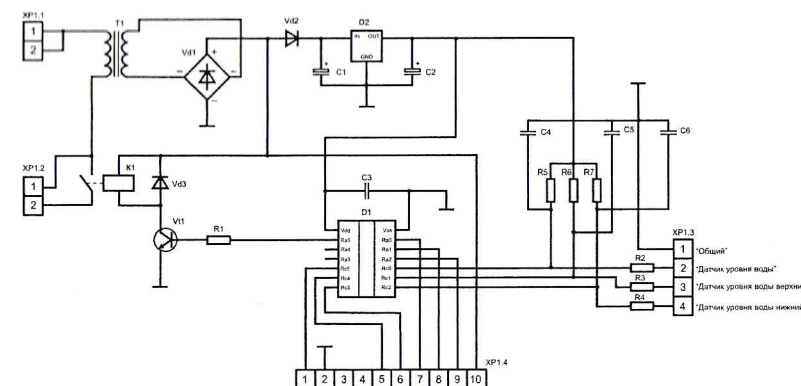 XP1.1
1
2
T1
Vd1
Vd2
D2
IN OUT
GND
C1
C2
XP1.2
1
2
K1
Vd3
Vt1
R1
C3
D1
Vdd
Vss
Ra5
Ra0
Ra4
Ra1
Ra3
Ra2
Rc5
Rc0
Rc4
Rc1
Rc3
Rc2
C4
C5
C6
R5
R6
R7
XP1.3
1 "Общий"
R2
2 "Датчик уровня воды"
R3
3 "Датчик уровня воды верхни
R4
4 "Датчик уровня воды нижний
XP1.4
1 2 3 4 5 6 7 8 9 10